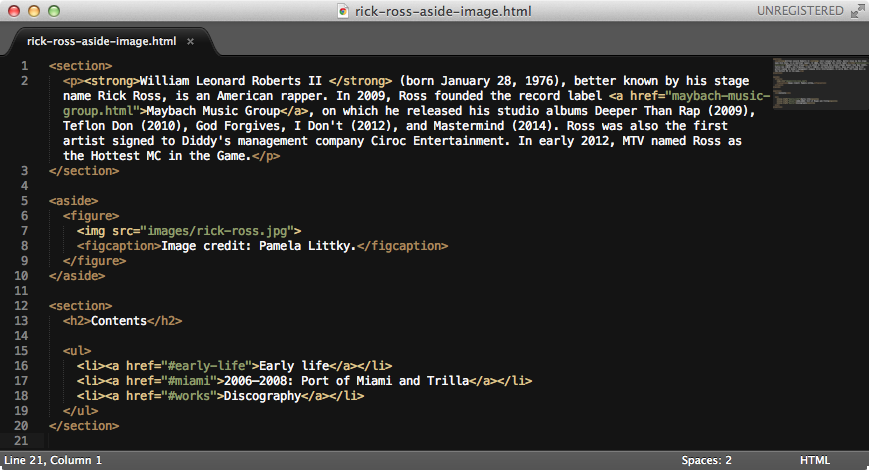 rick-ross-aside-image.html
UNREGISTERED
rick-ross-aside-image.html ×
1 <section>
2 <p><strong>William Leonard Roberts II </strong> (born January 28, 1976), better known by his stage
name Rick Ross, is an American rapper. In 2009, Ross founded the record label <a href="maybach-music-
group.html">Maybach Music Group</a>, on which he released his studio albums Deeper Than Rap (2009),
Teflon Don (2010), God Forgives, I Don't (2012), and Mastermind (2014). Ross was also the first
artist signed to Diddy's management company Ciroc Entertainment. In early 2012, MTV named Ross as
the Hottest MC in the Game.</p>
3 </section>
4
5 <aside>
6 <figure>
7 <img src="images/rick-ross.jpg">
8 <figcaption>Image credit: Pamela Littky.</figcaption>
9 </figure>
10 </aside>
11
12 <section>
13 <h2>Contents</h2>
14
15 <ul>
16 <li><a href="#early-life">Early life</a></li>
17 <li><a href="#miami">2006–2008: Port of Miami and Trilla</a></li>
18 <li><a href="#works">Discography</a></li>
19 </ul>
20 </section>
21
Line 21, Column 1
Spaces: 2
HTML